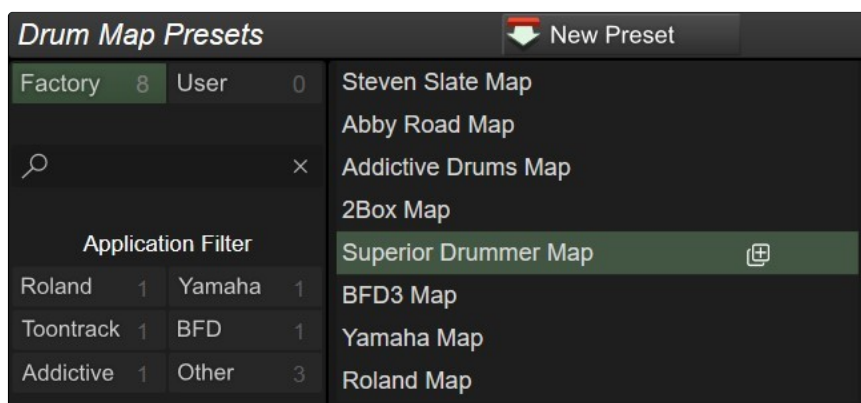 Drum Map Presets
New Preset
Factory 8 User 0
Application Filter
Roland 1 Yamaha 1
Toontrack 1 BFD 1
Addictive 1 Other 3
Steven Slate Map
Abby Road Map
Addictive Drums Map
2Box Map
Superior Drummer Map
BFD3 Map
Yamaha Map
Roland Map